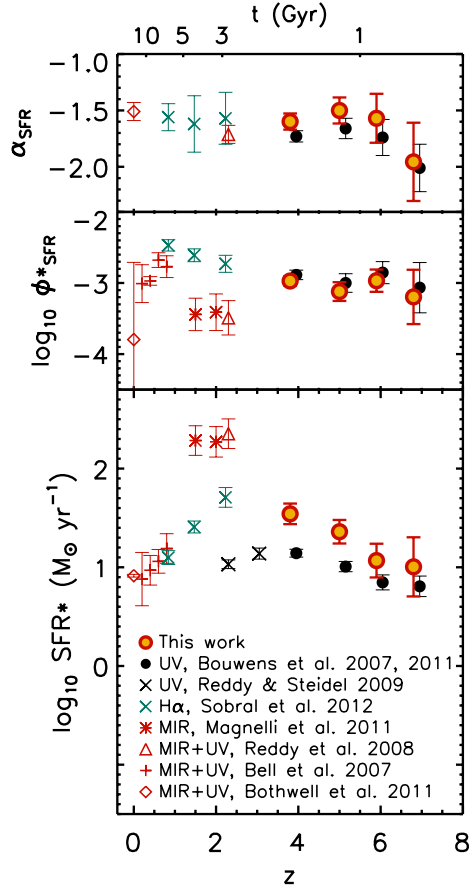 t (Gyr)
10 5 3 1
−1.0
−1.5
−2.0
α_SFR
−2
−3
−4
log₁₀ ϕ*_SFR
2
1
0
log₁₀ SFR* (M⊙ yr⁻¹)
This work
UV, Bouwens et al. 2007, 2011
UV, Reddy & Steidel 2009
Hα, Sobral et al. 2012
MIR, Magnelli et al. 2011
MIR+UV, Reddy et al. 2008
MIR+UV, Bell et al. 2007
MIR+UV, Bothwell et al. 2011
0 2 4 6 8
z